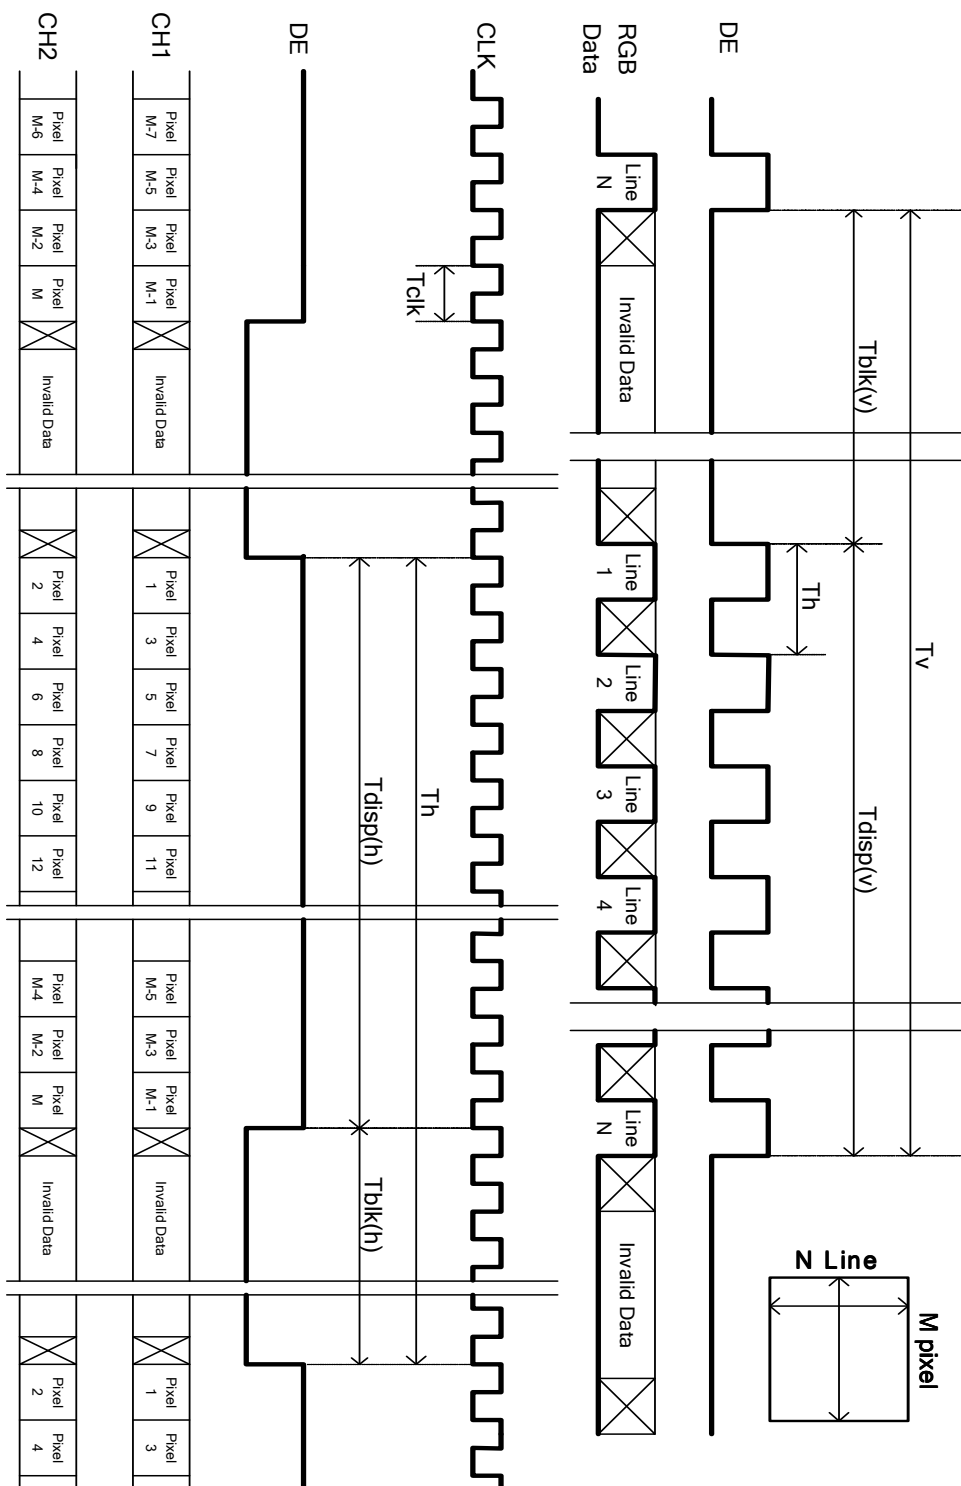 DE
Tv
Tblk(v)
Tdisp(v)
Th
N Line
M pixel
RGB
Data
Line
N
Invalid Data
Line
1
Line
2
Line
3
Line
4
Line
N
Invalid Data
CLK
Tclk
Th
Tdisp(h)
Tblk(h)
DE
CH1
Pixel
M-7
Pixel
M-5
Pixel
M-3
Pixel
M-1
Invalid Data
Pixel
1
Pixel
3
Pixel
5
Pixel
7
Pixel
9
Pixel
11
Pixel
M-5
Pixel
M-3
Pixel
M-1
Invalid Data
Pixel
1
Pixel
3
CH2
Pixel
M-6
Pixel
M-4
Pixel
M-2
Pixel
M
Invalid Data
Pixel
2
Pixel
4
Pixel
6
Pixel
8
Pixel
10
Pixel
12
Pixel
M-4
Pixel
M-2
Pixel
M
Invalid Data
Pixel
2
Pixel
4